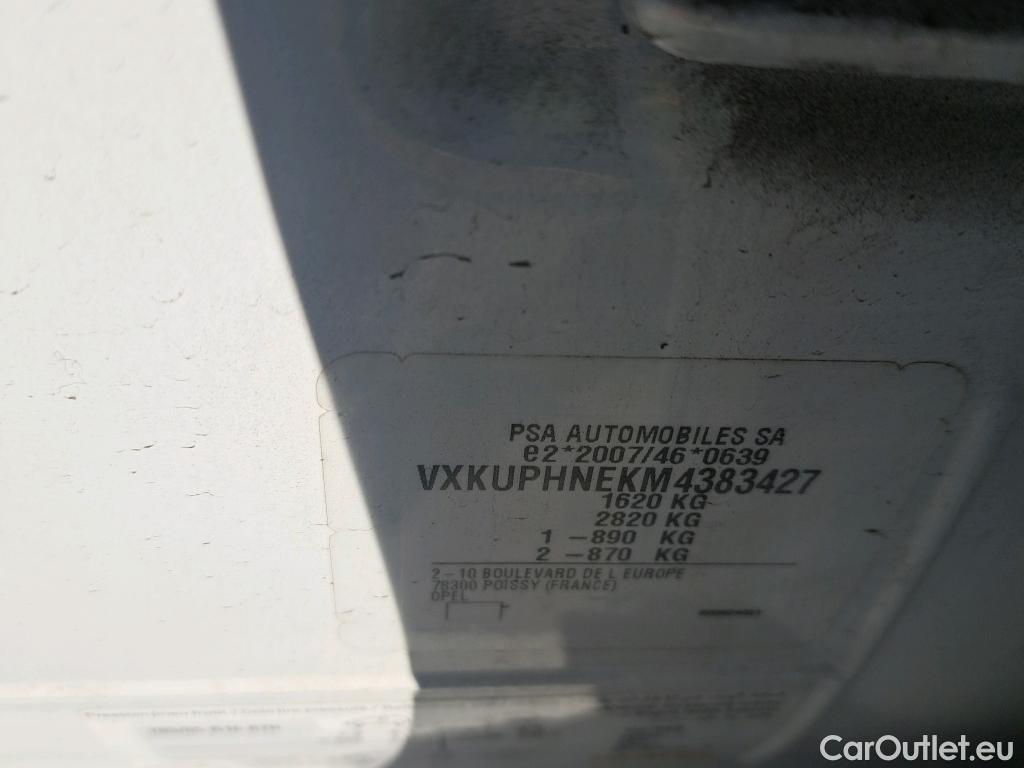 PSA AUTOMOBILES SA
e2*2007/46*0639
VXKUPHNEKM4383427
1620 KG
2820 KG
1 -890 KG
2 -870 KG
2 - 10 BOULEVARD DE L EUROPE
78300 POISSY (FRANCE)
OPEL
CarOutlet.eu